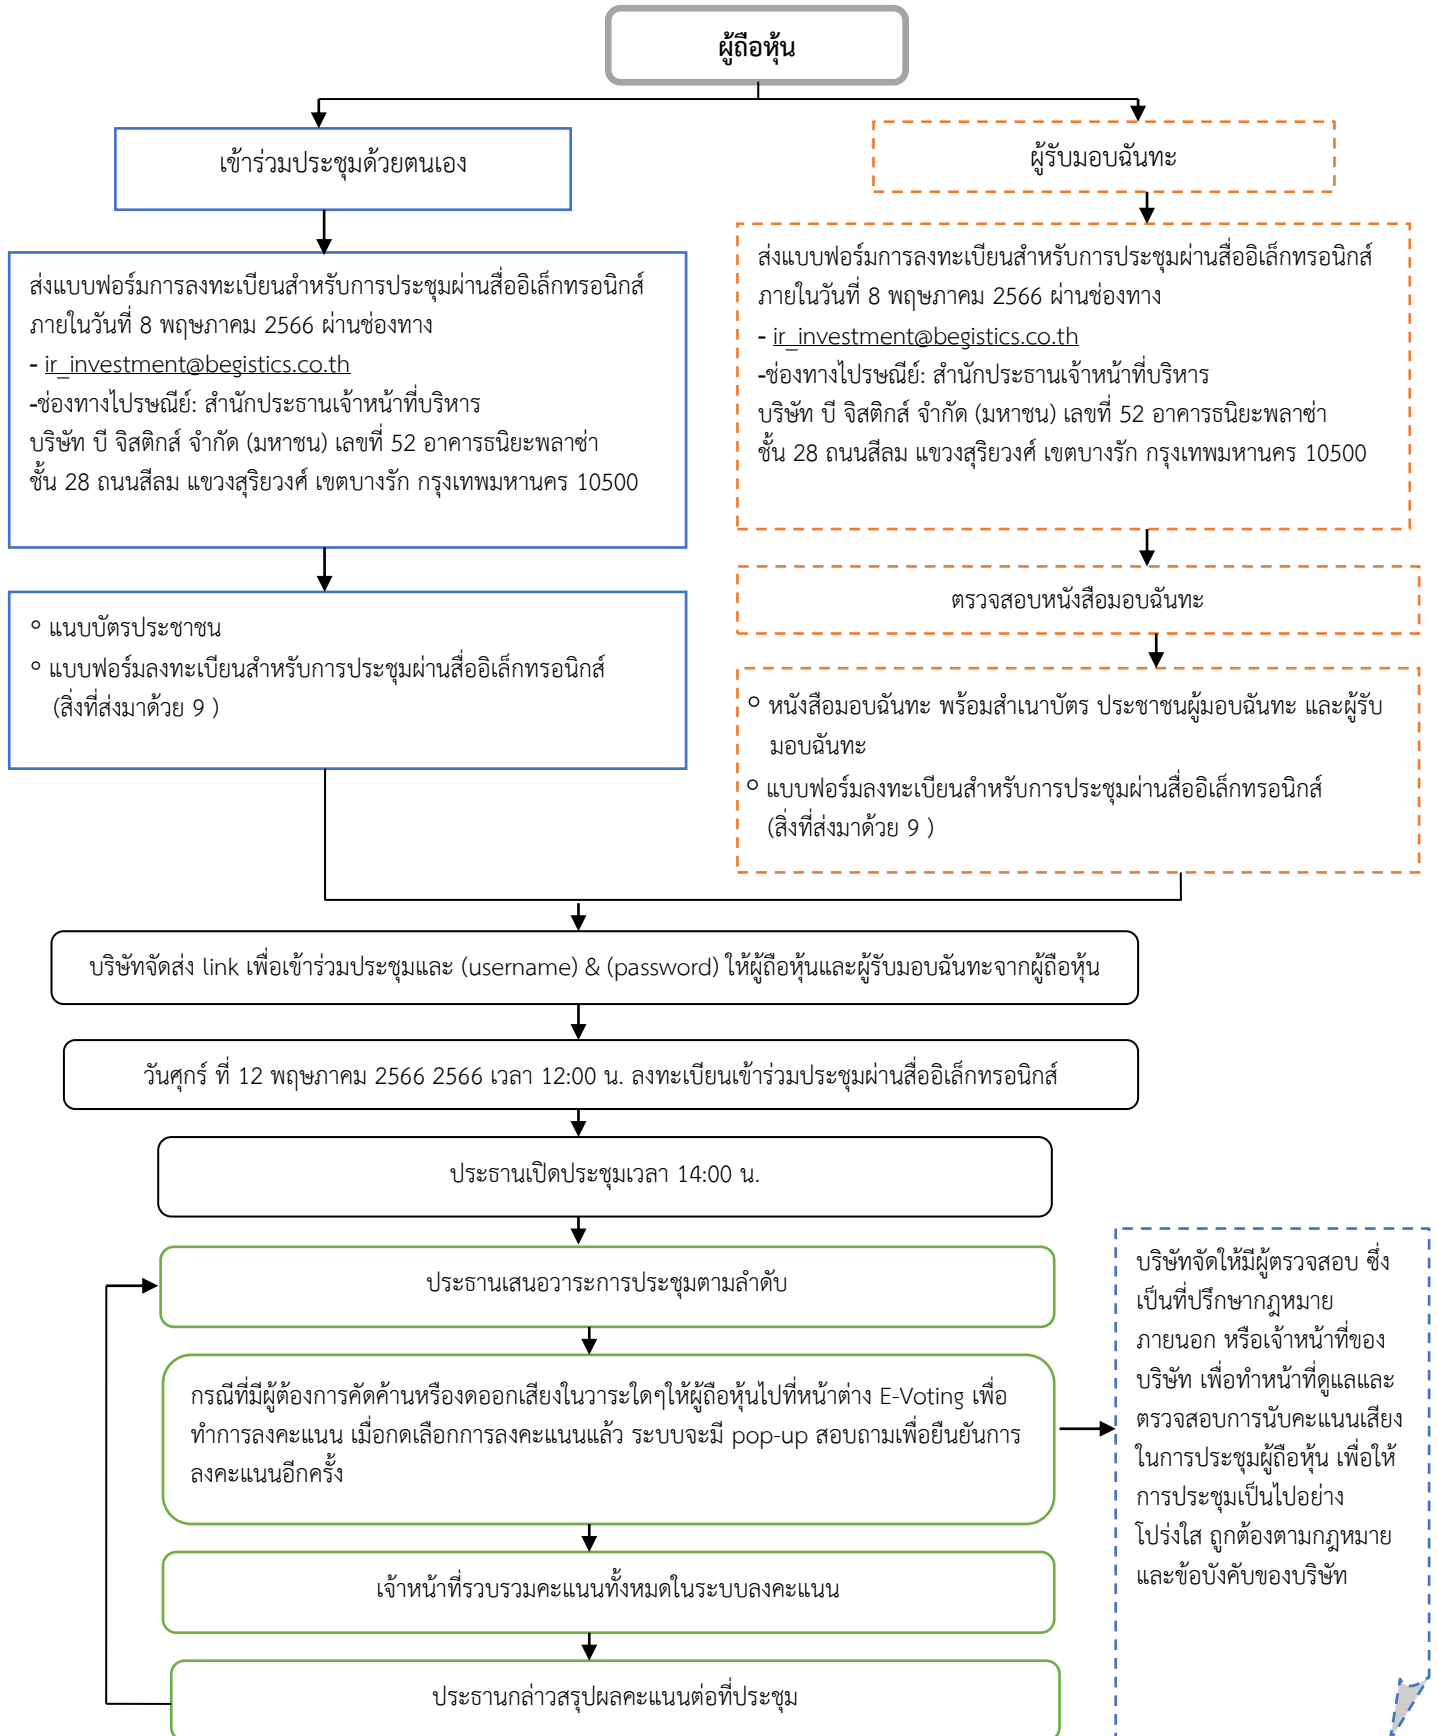 ผู้ถือหุ้น
เข้าร่วมประชุมด้วยตนเอง
ส่งแบบฟอร์มการลงทะเบียนสำหรับการประชุมผ่านสื่ออิเล็กทรอนิกส์
ภายในวันที่ 8 พฤษภาคม 2566 ผ่านช่องทาง
- ir_investment@begistics.co.th
-ช่องทางไปรษณีย์: สำนักประธานเจ้าหน้าที่บริหาร
บริษัท บี จิสติกส์ จำกัด (มหาชน) เลขที่ 52 อาคารธนิยะพลาซ่า
ชั้น 28 ถนนสีลม แขวงสุริยวงศ์ เขตบางรัก กรุงเทพมหานคร 10500
° แนบบัตรประชาชน
° แบบฟอร์มลงทะเบียนสำหรับการประชุมผ่านสื่ออิเล็กทรอนิกส์
(สิ่งที่ส่งมาด้วย 9 )
ผู้รับมอบฉันทะ
ส่งแบบฟอร์มการลงทะเบียนสำหรับการประชุมผ่านสื่ออิเล็กทรอนิกส์
ภายในวันที่ 8 พฤษภาคม 2566 ผ่านช่องทาง
- ir_investment@begistics.co.th
-ช่องทางไปรษณีย์: สำนักประธานเจ้าหน้าที่บริหาร
บริษัท บี จิสติกส์ จำกัด (มหาชน) เลขที่ 52 อาคารธนิยะพลาซ่า
ชั้น 28 ถนนสีลม แขวงสุริยวงศ์ เขตบางรัก กรุงเทพมหานคร 10500
ตรวจสอบหนังสือมอบฉันทะ
° หนังสือมอบฉันทะ พร้อมสำเนาบัตร ประชาชนผู้มอบฉันทะ และผู้รับ
มอบฉันทะ
° แบบฟอร์มลงทะเบียนสำหรับการประชุมผ่านสื่ออิเล็กทรอนิกส์
(สิ่งที่ส่งมาด้วย 9 )
บริษัทจัดส่ง link เพื่อเข้าร่วมประชุมและ (username) & (password) ให้ผู้ถือหุ้นและผู้รับมอบฉันทะจากผู้ถือหุ้น
วันศุกร์ ที่ 12 พฤษภาคม 2566 2566 เวลา 12:00 น. ลงทะเบียนเข้าร่วมประชุมผ่านสื่ออิเล็กทรอนิกส์
ประธานเปิดประชุมเวลา 14:00 น.
ประธานเสนอวาระการประชุมตามลำดับ
กรณีที่มีผู้ต้องการคัดค้านหรืองดออกเสียงในวาระใดๆให้ผู้ถือหุ้นไปที่หน้าต่าง E-Voting เพื่อ
ทำการลงคะแนน เมื่อกดเลือกการลงคะแนนแล้ว ระบบจะมี pop-up สอบถามเพื่อยืนยันการ
ลงคะแนนอีกครั้ง
เจ้าหน้าที่รวบรวมคะแนนทั้งหมดในระบบลงคะแนน
ประธานกล่าวสรุปผลคะแนนต่อที่ประชุม
บริษัทจัดให้มีผู้ตรวจสอบ ซึ่ง
เป็นที่ปรึกษากฎหมาย
ภายนอก หรือเจ้าหน้าที่ของ
บริษัท เพื่อทำหน้าที่ดูแลและ
ตรวจสอบการนับคะแนนเสียง
ในการประชุมผู้ถือหุ้น เพื่อให้
การประชุมเป็นไปอย่าง
โปร่งใส ถูกต้องตามกฎหมาย
และข้อบังคับของบริษัท